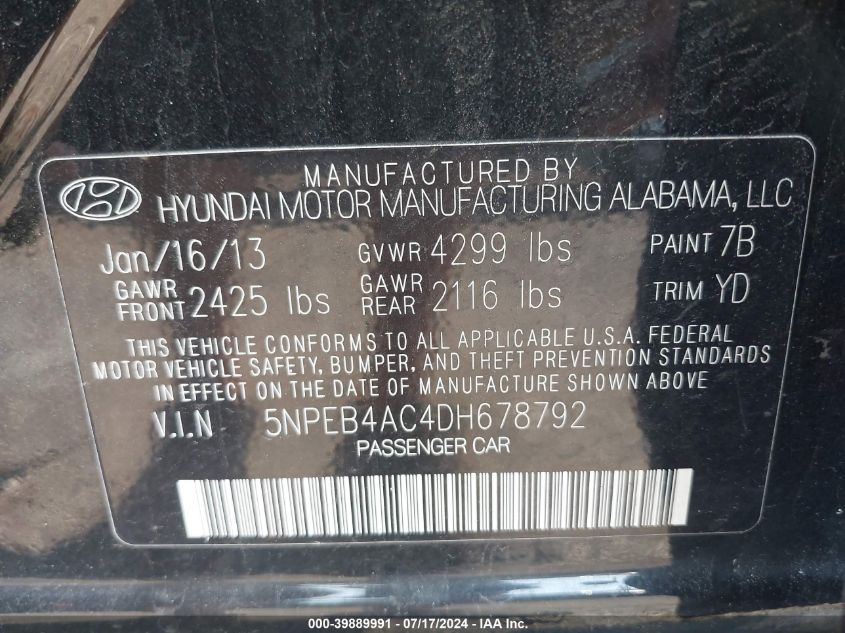 MANUFACTURED BY
HYUNDAI MOTOR MANUFACTURING ALABAMA, LLC
Jan/16/13 GVWR 4299 lbs PAINT 7B
GAWR FRONT 2425 lbs GAWR REAR 2116 lbs TRIM YD
THIS VEHICLE CONFORMS TO ALL APPLICABLE U.S.A. FEDERAL
MOTOR VEHICLE SAFETY, BUMPER, AND THEFT PREVENTION STANDARDS
IN EFFECT ON THE DATE OF MANUFACTURE SHOWN ABOVE
V.I.N 5NPEB4AC4DH678792
PASSENGER CAR
000-39889991 - 07/17/2024 - IAA Inc.